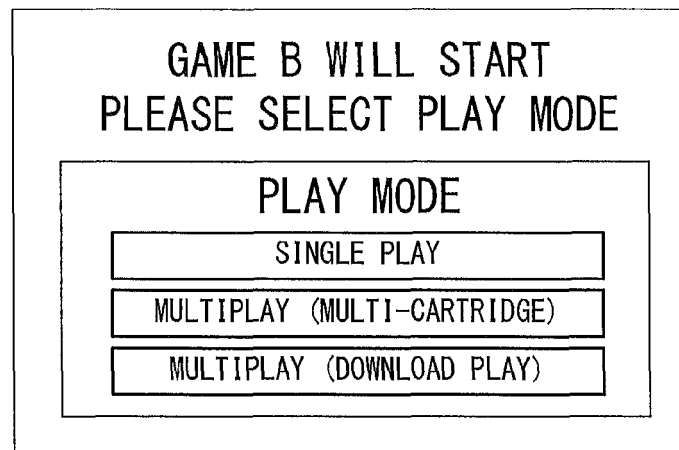 GAME B WILL START
PLEASE SELECT PLAY MODE
PLAY MODE
SINGLE PLAY
MULTIPLAY (MULTI-CARTRIDGE)
MULTIPLAY (DOWNLOAD PLAY)